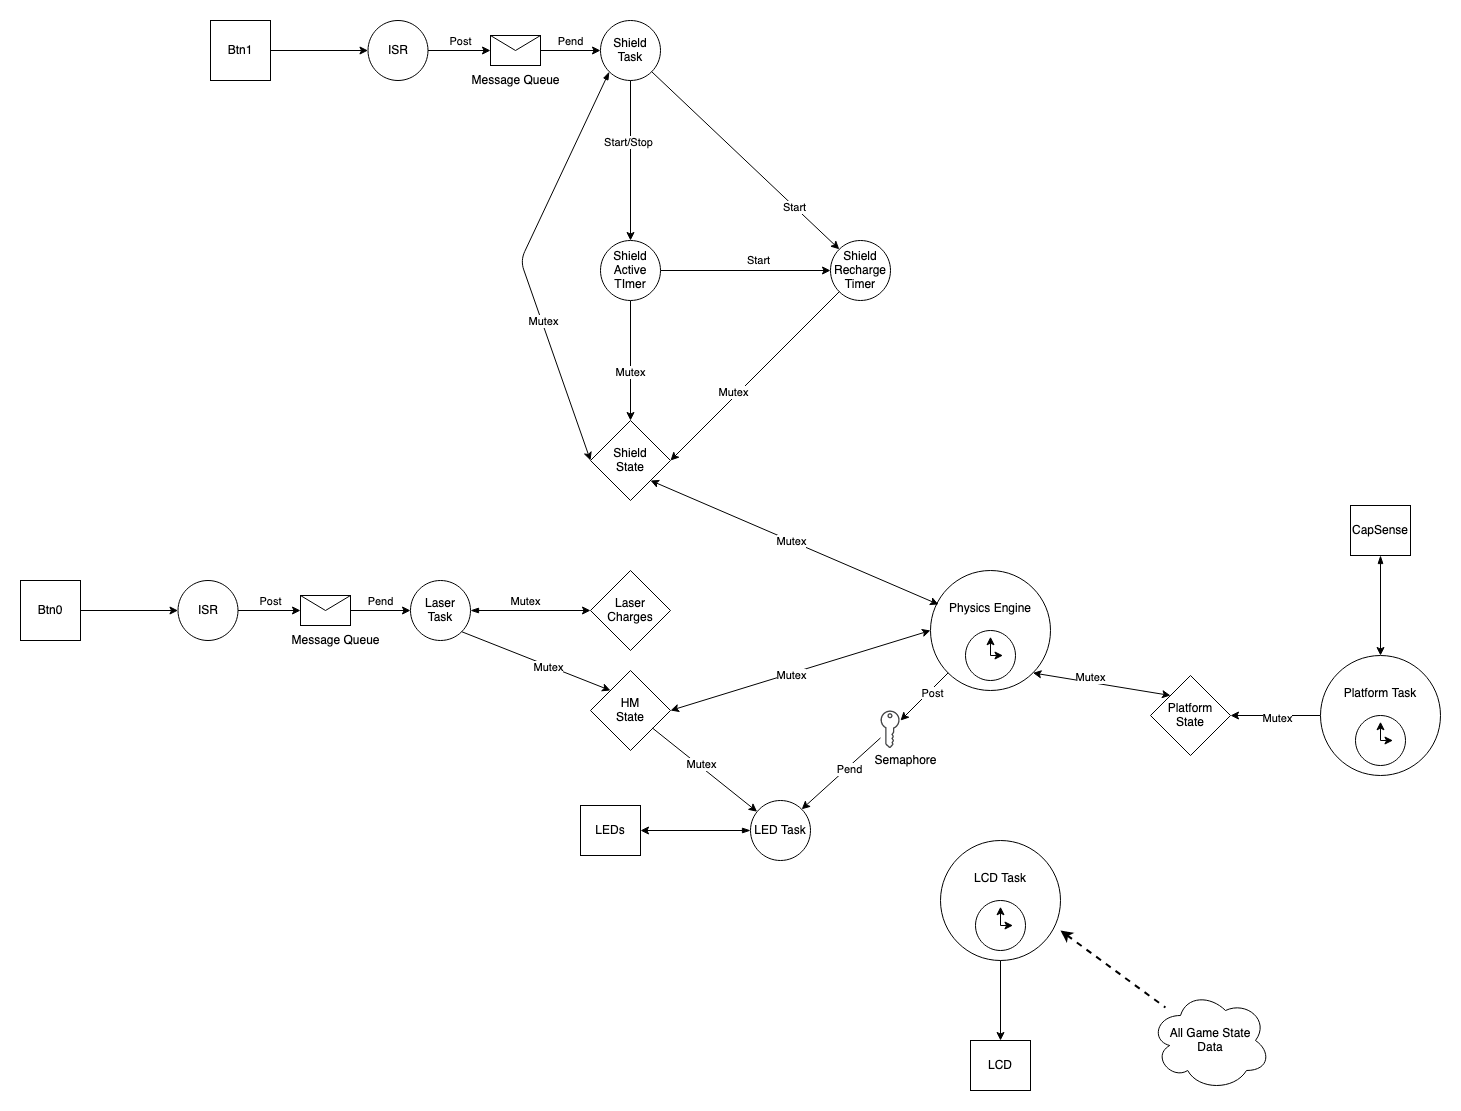 Btn1
ISR
Post
Message Queue
Pend
Shield
Task
Start/Stop
Start
Shield
Active
TImer
Start
Shield
Recharge
Timer
Mutex
Mutex
Mutex
Shield
State
Mutex
CapSense
Btn0
ISR
Post
Message Queue
Pend
Laser
Task
Mutex
Laser
Charges
Physics Engine
Mutex
HM
State
Mutex
Mutex
Platform
State
Mutex
Platform Task
Post
Semaphore
Pend
Mutex
LEDs
LED Task
LCD Task
All Game State
Data
LCD